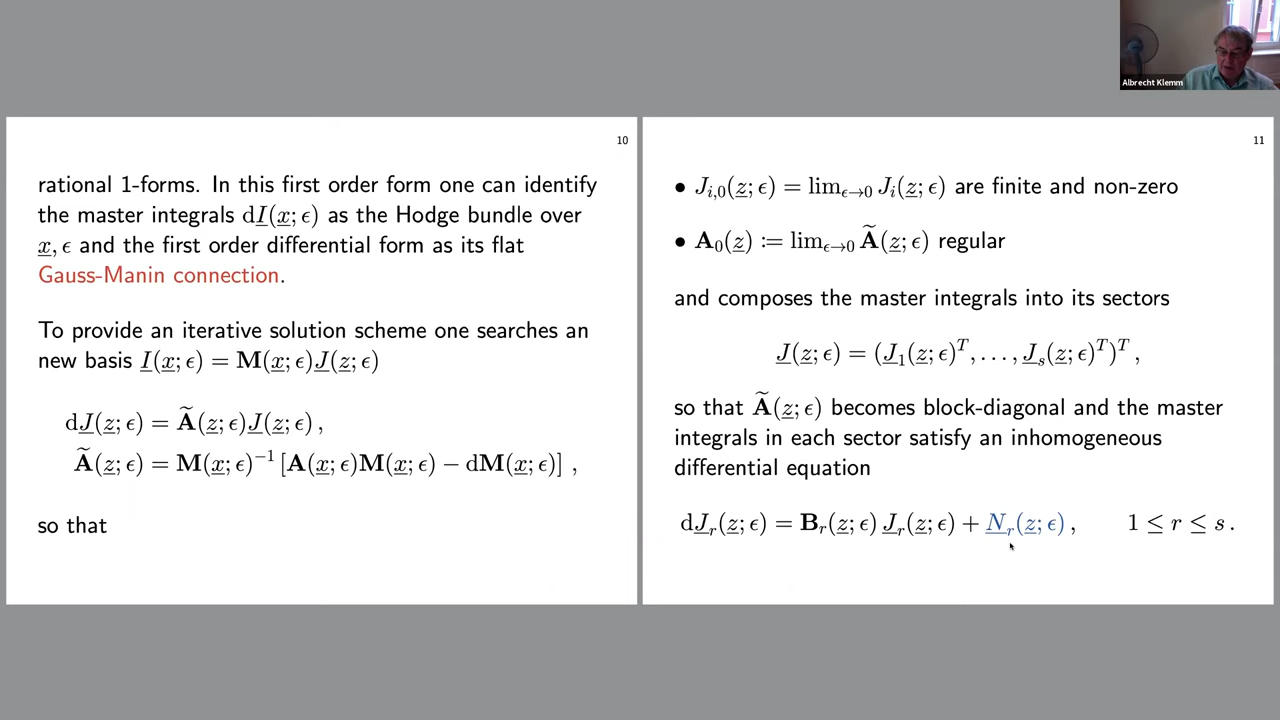 Albrecht Klemm
10
rational 1-forms. In this first order form one can identify
the master integrals dI(x; ϵ) as the Hodge bundle over
x, ϵ and the first order differential form as its flat
Gauss-Manin connection.
To provide an iterative solution scheme one searches an
new basis I(x; ϵ) = M(x; ϵ)J(z; ϵ)
dJ(z; ϵ) = Ã(z; ϵ)J(z; ϵ) ,
Ã(z; ϵ) = M(x; ϵ)⁻¹ [A(x; ϵ)M(x; ϵ) − dM(x; ϵ)] ,
so that
11
• J_{i,0}(z; ϵ) = lim_{ϵ→0} J_i(z; ϵ) are finite and non-zero
• A₀(z) := lim_{ϵ→0} Ã(z; ϵ) regular
and composes the master integrals into its sectors
J(z; ϵ) = (J₁(z; ϵ)ᵀ, . . . , J_s(z; ϵ)ᵀ)ᵀ ,
so that Ã(z; ϵ) becomes block-diagonal and the master
integrals in each sector satisfy an inhomogeneous
differential equation
dJ_r(z; ϵ) = B_r(z; ϵ) J_r(z; ϵ) + N_r(z; ϵ) , 1 ≤ r ≤ s .